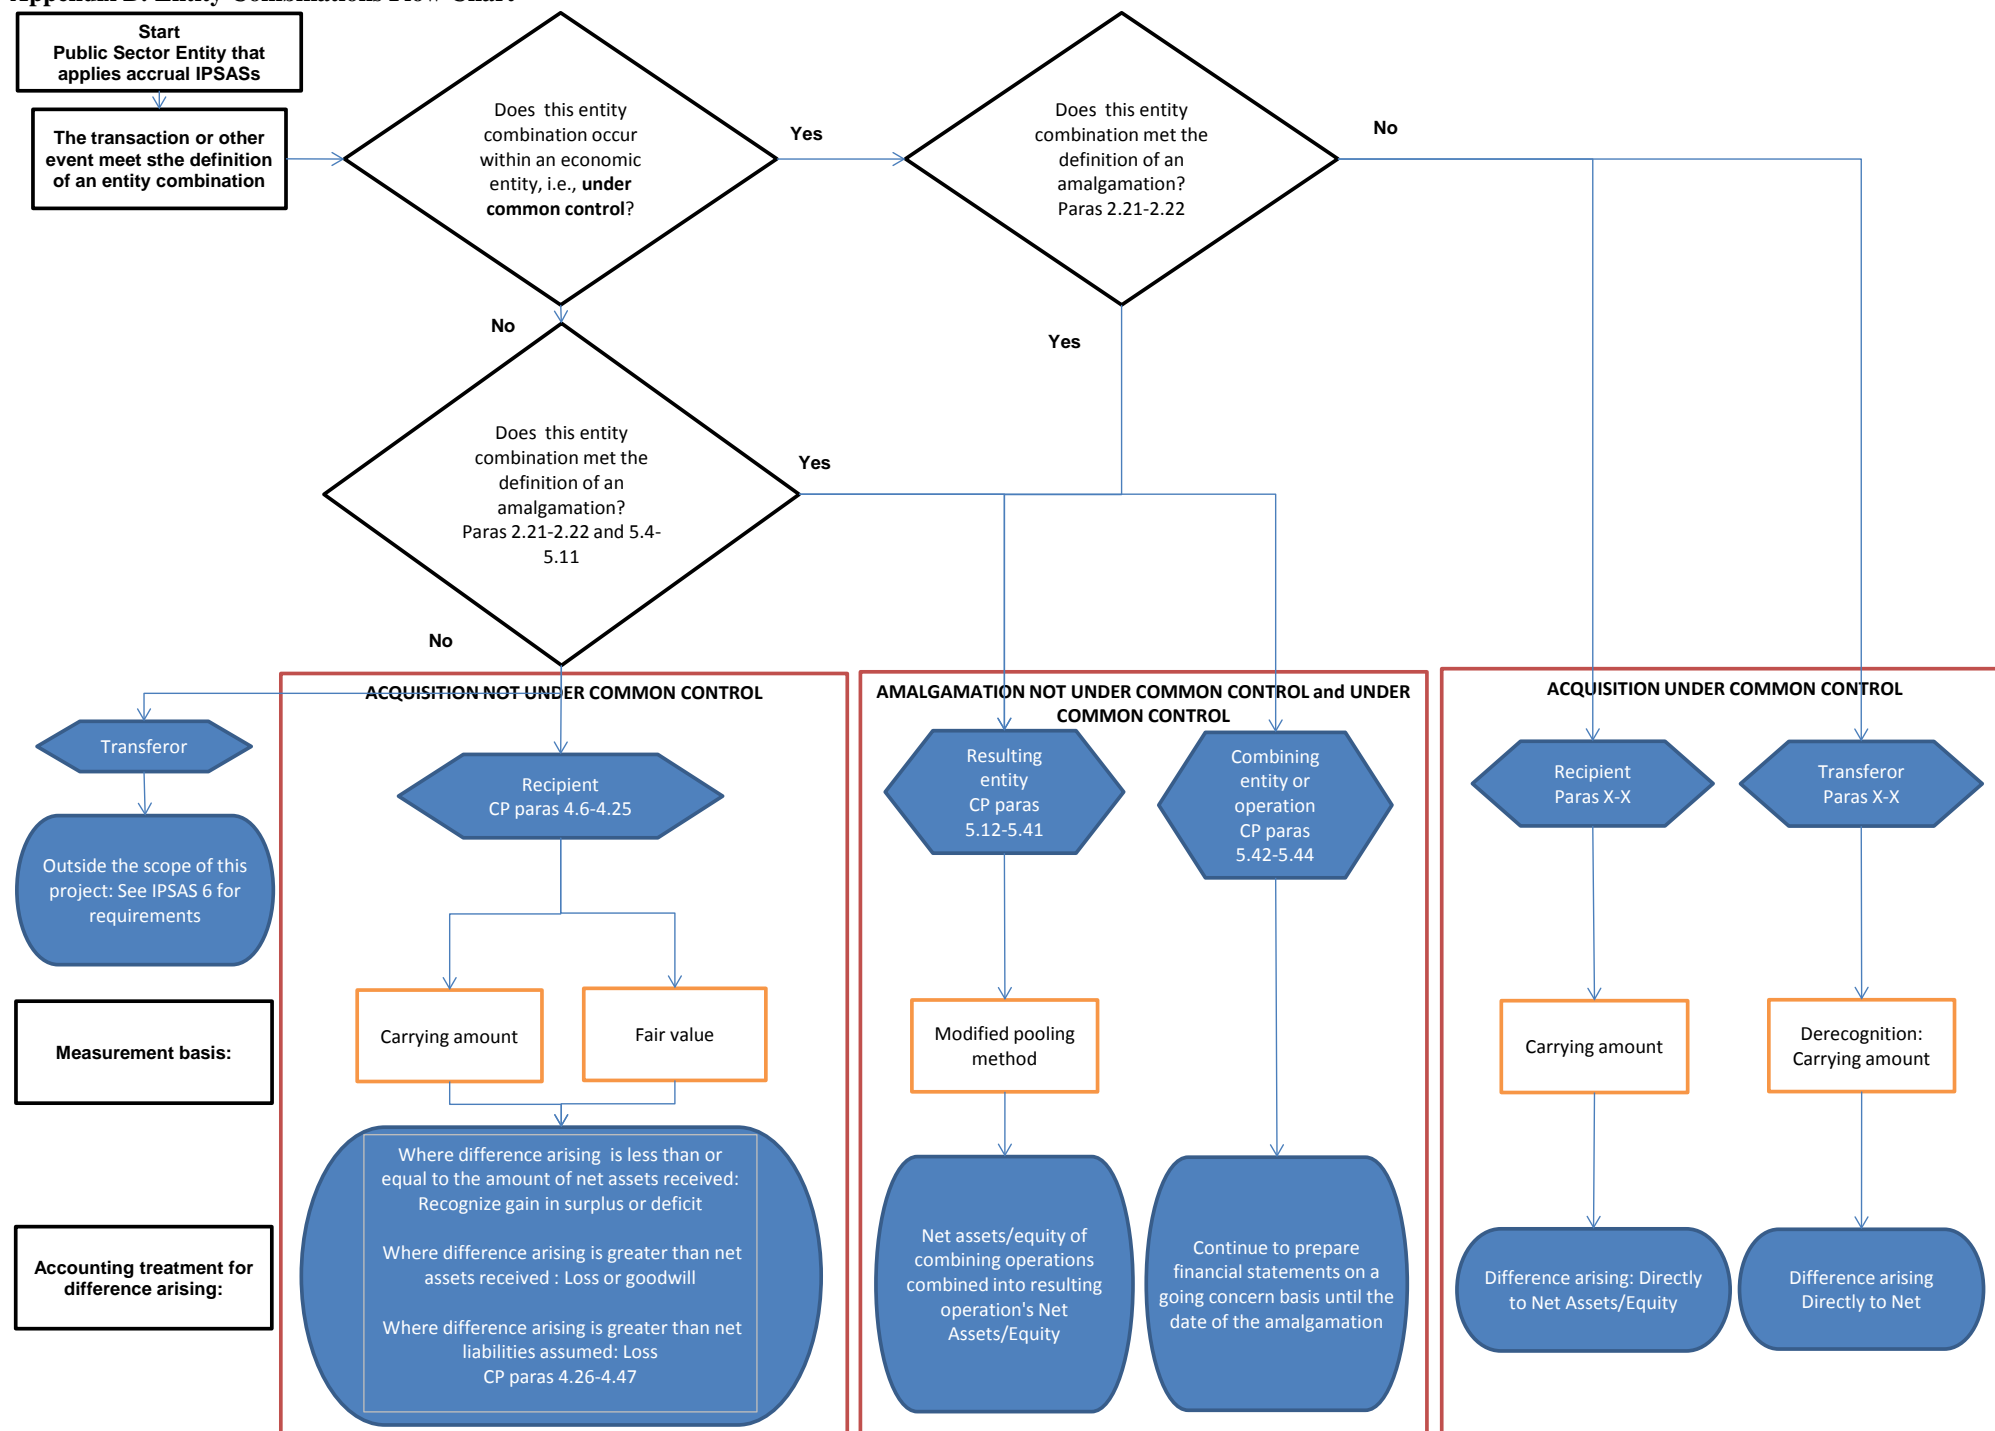 Start
Public Sector Entity that
applies accrual IPSASs
The transaction or other
event meet sthe definition
of an entity combination
Does this entity
combination occur
within an economic
entity, i.e., under
common control?
Yes
Does this entity
combination met the
definition of an
amalgamation?
Paras 2.21-2.22
No
No
Yes
Does this entity
combination met the
definition of an
amalgamation?
Paras 2.21-2.22 and 5.4-
5.11
Yes
No
ACQUISITION NOT UNDER COMMON CONTROL
AMALGAMATION NOT UNDER COMMON CONTROL and UNDER
COMMON CONTROL
ACQUISITION UNDER COMMON CONTROL
Transferor
Recipient
CP paras 4.6-4.25
Resulting
entity
CP paras
5.12-5.41
Combining
entity or
operation
CP paras
5.42-5.44
Recipient
Paras X-X
Transferor
Paras X-X
Outside the scope of this
project: See IPSAS 6 for
requirements
Measurement basis:
Carrying amount
Fair value
Modified pooling
method
Carrying amount
Derecognition:
Carrying amount
Accounting treatment for
difference arising:
Where difference arising is less than or
equal to the amount of net assets received:
Recognize gain in surplus or deficit
Where difference arising is greater than net
assets received : Loss or goodwill
Where difference arising is greater than net
liabilities assumed: Loss
CP paras 4.26-4.47
Net assets/equity of
combining operations
combined into resulting
operation's Net
Assets/Equity
Continue to prepare
financial statements on a
going concern basis until the
date of the amalgamation
Difference arising: Directly
to Net Assets/Equity
Difference arising
Directly to Net